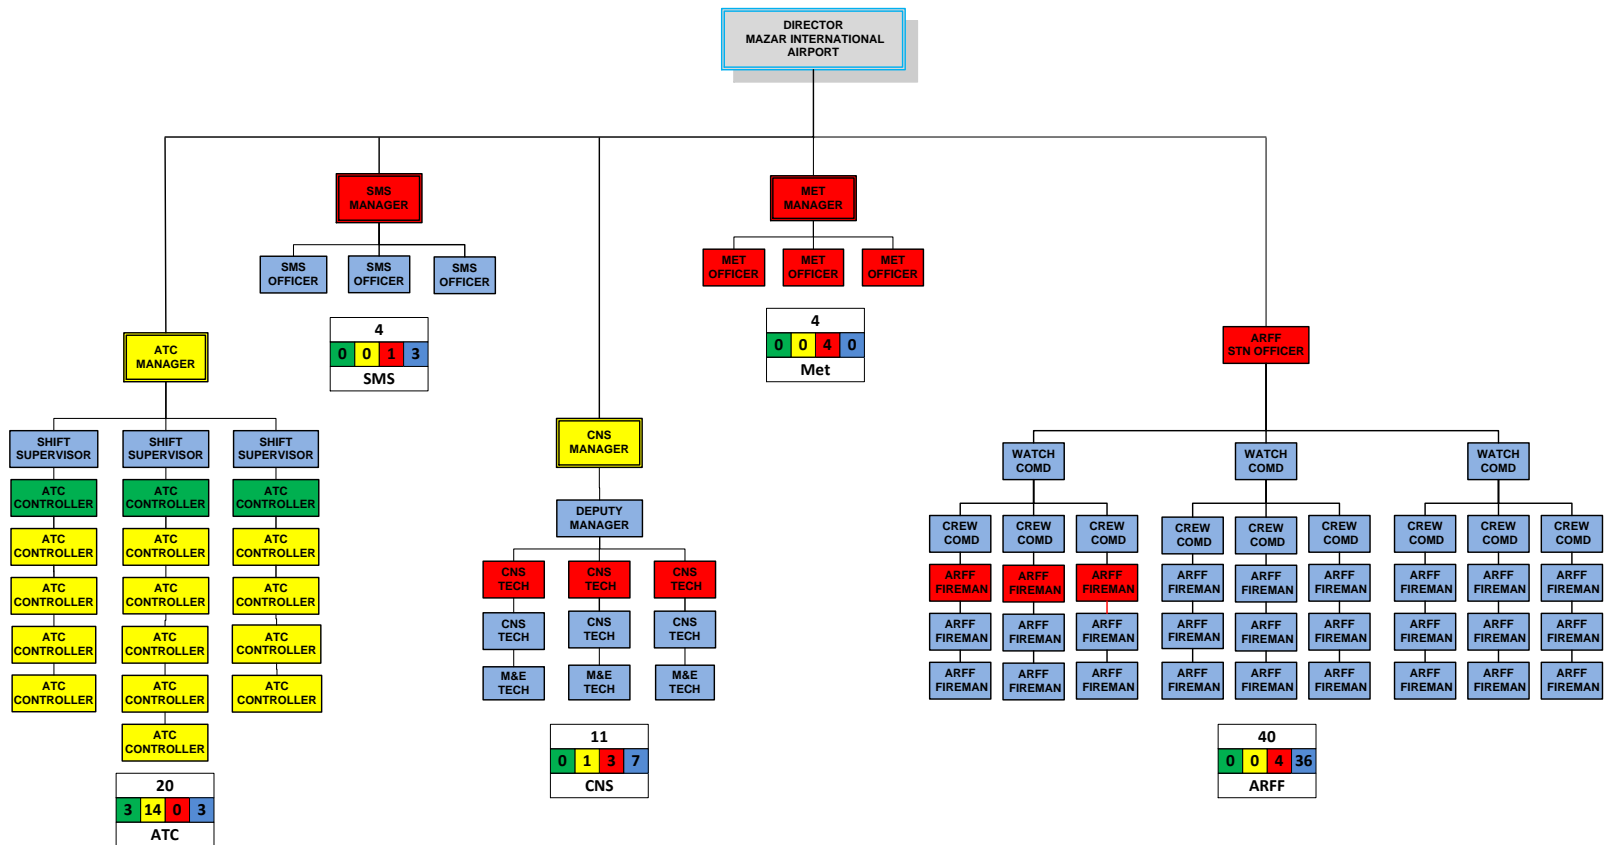 DIRECTOR
MAZAR INTERNATIONAL
AIRPORT
SMS
MANAGER
MET
MANAGER
SMS
OFFICER
SMS
OFFICER
SMS
OFFICER
MET
OFFICER
MET
OFFICER
MET
OFFICER
4
0 0 1 3
SMS
4
0 0 4 0
Met
ATC
MANAGER
ARFF
STN OFFICER
SHIFT
SUPERVISOR
SHIFT
SUPERVISOR
SHIFT
SUPERVISOR
ATC
CONTROLLER
ATC
CONTROLLER
ATC
CONTROLLER
ATC
CONTROLLER
ATC
CONTROLLER
ATC
CONTROLLER
ATC
CONTROLLER
ATC
CONTROLLER
ATC
CONTROLLER
ATC
CONTROLLER
ATC
CONTROLLER
ATC
CONTROLLER
ATC
CONTROLLER
ATC
CONTROLLER
ATC
CONTROLLER
ATC
CONTROLLER
20
3 14 0 3
ATC
CNS
MANAGER
DEPUTY
MANAGER
CNS
TECH
CNS
TECH
CNS
TECH
CNS
TECH
CNS
TECH
CNS
TECH
M&E
TECH
M&E
TECH
M&E
TECH
11
0 1 3 7
CNS
WATCH
COMD
WATCH
COMD
WATCH
COMD
CREW
COMD
CREW
COMD
CREW
COMD
CREW
COMD
CREW
COMD
CREW
COMD
CREW
COMD
CREW
COMD
CREW
COMD
ARFF
FIREMAN
ARFF
FIREMAN
ARFF
FIREMAN
ARFF
FIREMAN
ARFF
FIREMAN
ARFF
FIREMAN
ARFF
FIREMAN
ARFF
FIREMAN
ARFF
FIREMAN
ARFF
FIREMAN
ARFF
FIREMAN
ARFF
FIREMAN
ARFF
FIREMAN
ARFF
FIREMAN
ARFF
FIREMAN
ARFF
FIREMAN
ARFF
FIREMAN
ARFF
FIREMAN
ARFF
FIREMAN
ARFF
FIREMAN
ARFF
FIREMAN
ARFF
FIREMAN
ARFF
FIREMAN
ARFF
FIREMAN
ARFF
FIREMAN
ARFF
FIREMAN
ARFF
FIREMAN
40
0 0 4 36
ARFF